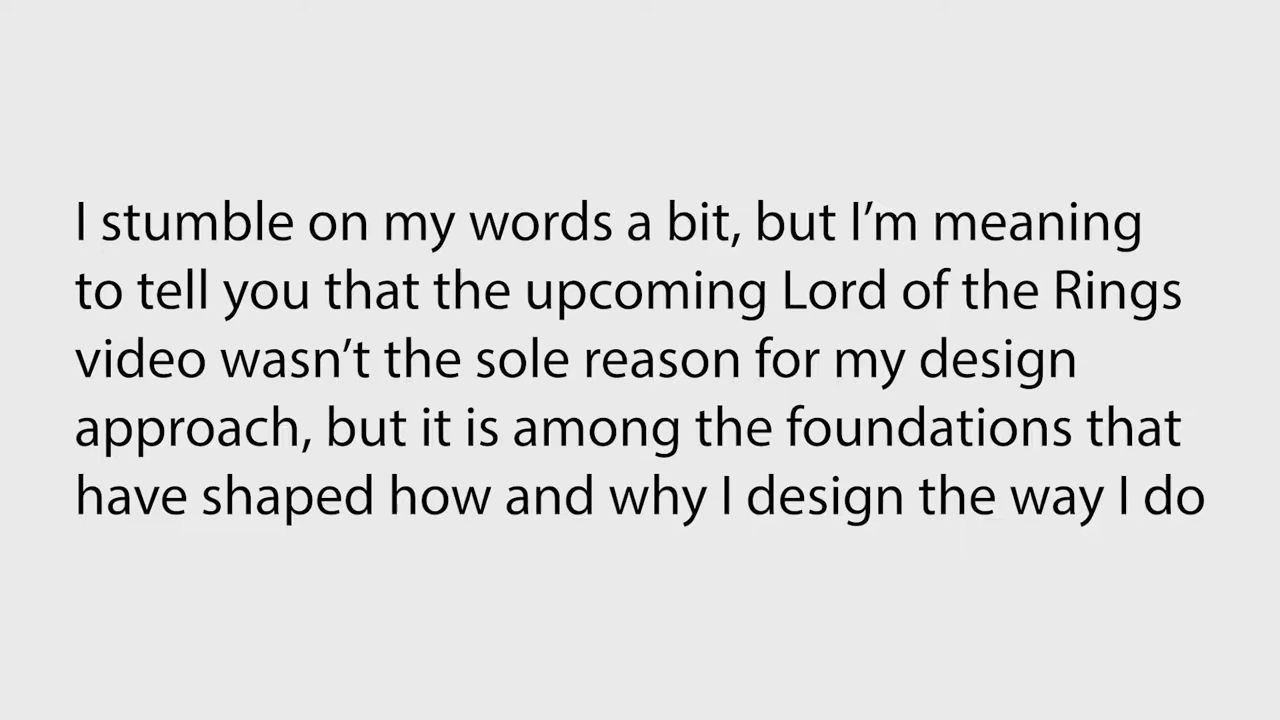 I stumble on my words a bit, but I’m meaning
to tell you that the upcoming Lord of the Rings
video wasn’t the sole reason for my design
approach, but it is among the foundations that
have shaped how and why I design the way I do